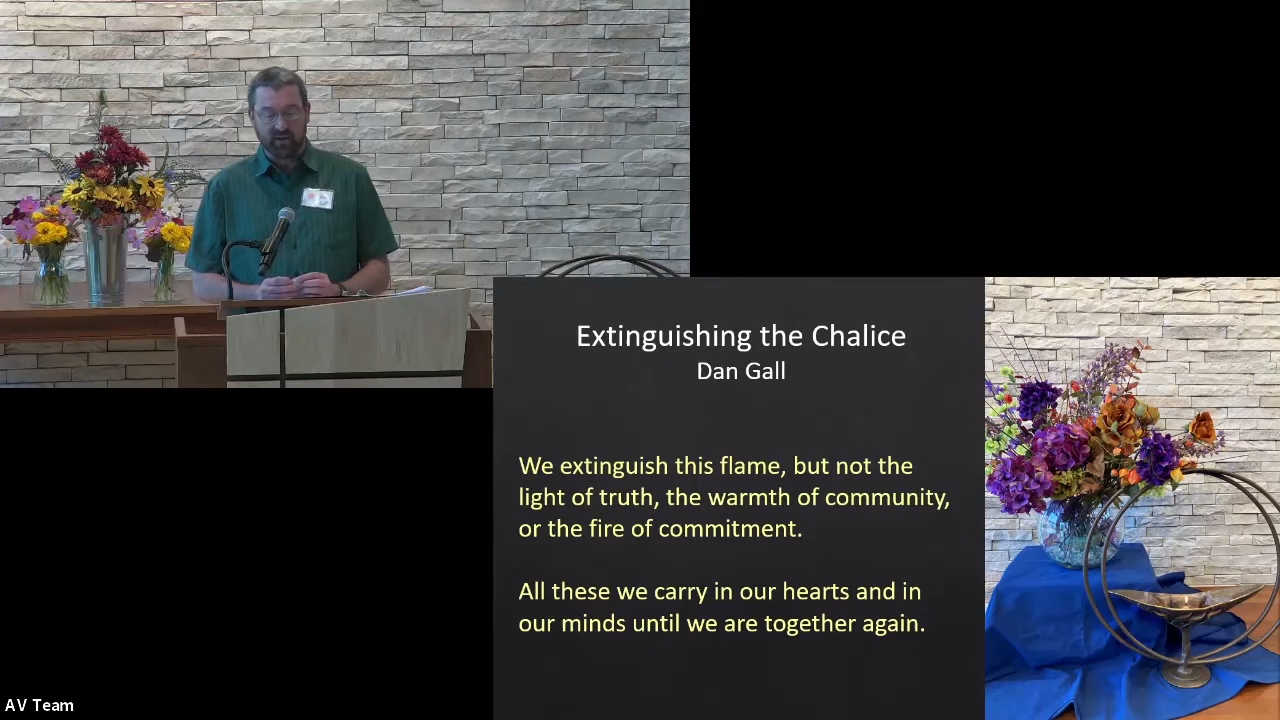 Extinguishing the Chalice
Dan Gall
We extinguish this flame, but not the
light of truth, the warmth of community,
or the fire of commitment.
All these we carry in our hearts and in
our minds until we are together again.
AV Team